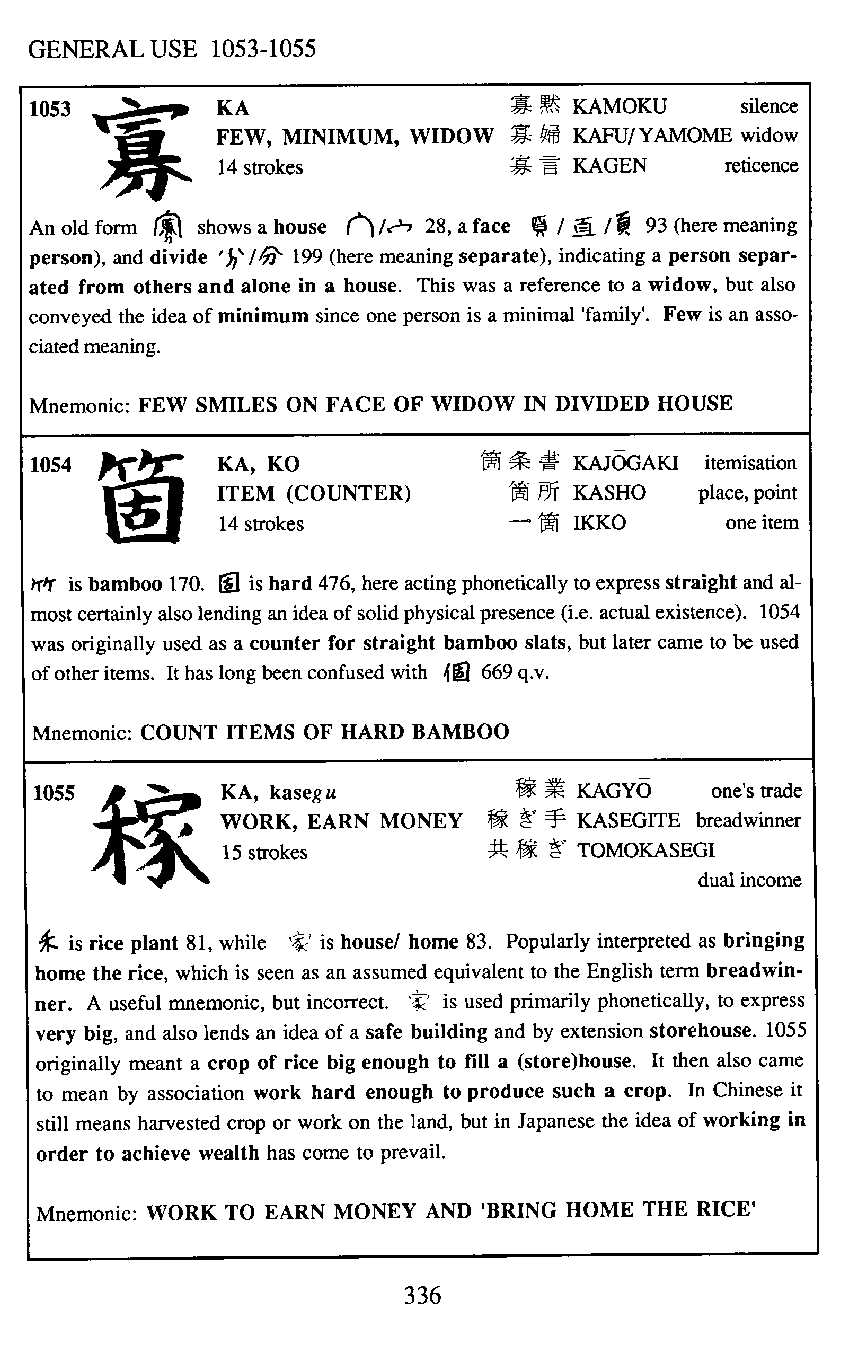 GENERAL USE 1053-1055
1053 寡 KA 寡黙 KAMOKU silence
FEW, MINIMUM, WIDOW 寡婦 KAFU/YAMOME widow
14 strokes 寡言 KAGEN reticence
An old form shows a house / 宀 28, a face / / 93 (here meaning
person), and divide / 分 199 (here meaning separate), indicating a person separ-
ated from others and alone in a house. This was a reference to a widow, but also
conveyed the idea of minimum since one person is a minimal 'family'. Few is an asso-
ciated meaning.
Mnemonic: FEW SMILES ON FACE OF WIDOW IN DIVIDED HOUSE
1054 箇 KA, KO 箇条書 KAJŌGAKI itemisation
ITEM (COUNTER) 箇所 KASHO place, point
14 strokes 一箇 IKKO one item
is bamboo 170. 固 is hard 476, here acting phonetically to express straight and al-
most certainly also lending an idea of solid physical presence (i.e. actual existence). 1054
was originally used as a counter for straight bamboo slats, but later came to be used
of other items. It has long been confused with 個 669 q.v.
Mnemonic: COUNT ITEMS OF HARD BAMBOO
1055 稼 KA, kasegu 稼業 KAGYŌ one's trade
WORK, EARN MONEY 稼ぎ手 KASEGITE breadwinner
15 strokes 共稼ぎ TOMOKASEGI
dual income
禾 is rice plant 81, while 家 is house/ home 83. Popularly interpreted as bringing
home the rice, which is seen as an assumed equivalent to the English term breadwin-
ner. A useful mnemonic, but incorrect. 家 is used primarily phonetically, to express
very big, and also lends an idea of a safe building and by extension storehouse. 1055
originally meant a crop of rice big enough to fill a (store)house. It then also came
to mean by association work hard enough to produce such a crop. In Chinese it
still means harvested crop or work on the land, but in Japanese the idea of working in
order to achieve wealth has come to prevail.
Mnemonic: WORK TO EARN MONEY AND 'BRING HOME THE RICE'
336